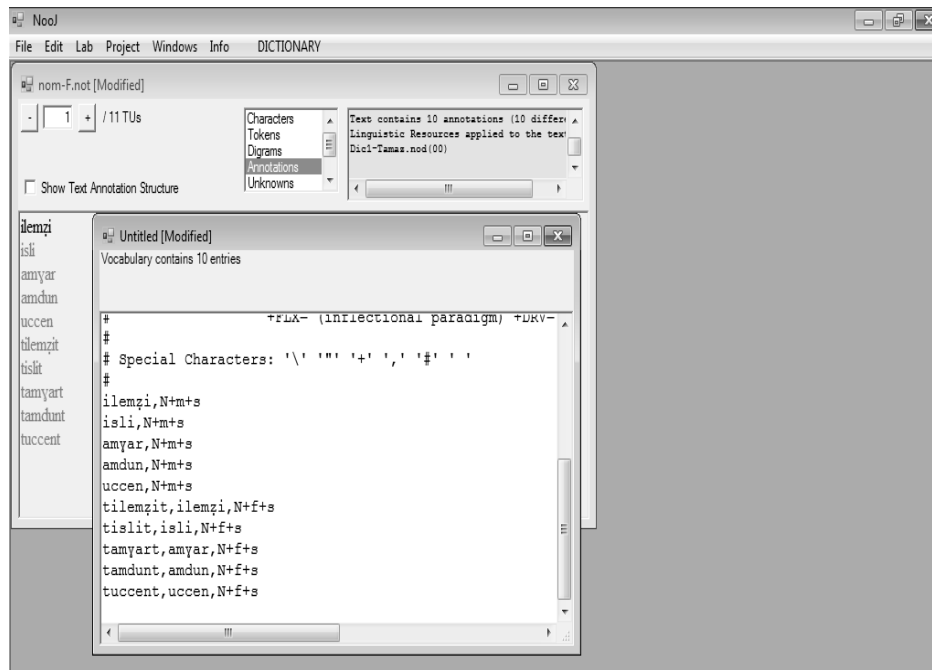 NooJ
File Edit Lab Project Windows Info DICTIONARY
nom-F.not [Modified]
- 1 + / 11 TUs
Characters
Tokens
Digrams
Annotations
Unknowns
Text contains 10 annotations (10 differe
Linguistic Resources applied to the tex
Dic1-Tamaz.nod(00)
Show Text Annotation Structure
ilemẓi
isli
amɣar
amdun
uccen
tilemẓit
tislit
tamɣart
tamdunt
tuccent
Untitled [Modified]
Vocabulary contains 10 entries
# +FLX= (inflectional paradigm) +DRV=
#
# Special Characters: '\' '"' '+' ',' '#' ' '
#
ilemẓi,N+m+s
isli,N+m+s
amɣar,N+m+s
amdun,N+m+s
uccen,N+m+s
tilemẓit,ilemẓi,N+f+s
tislit,isli,N+f+s
tamɣart,amɣar,N+f+s
tamdunt,amdun,N+f+s
tuccent,uccen,N+f+s